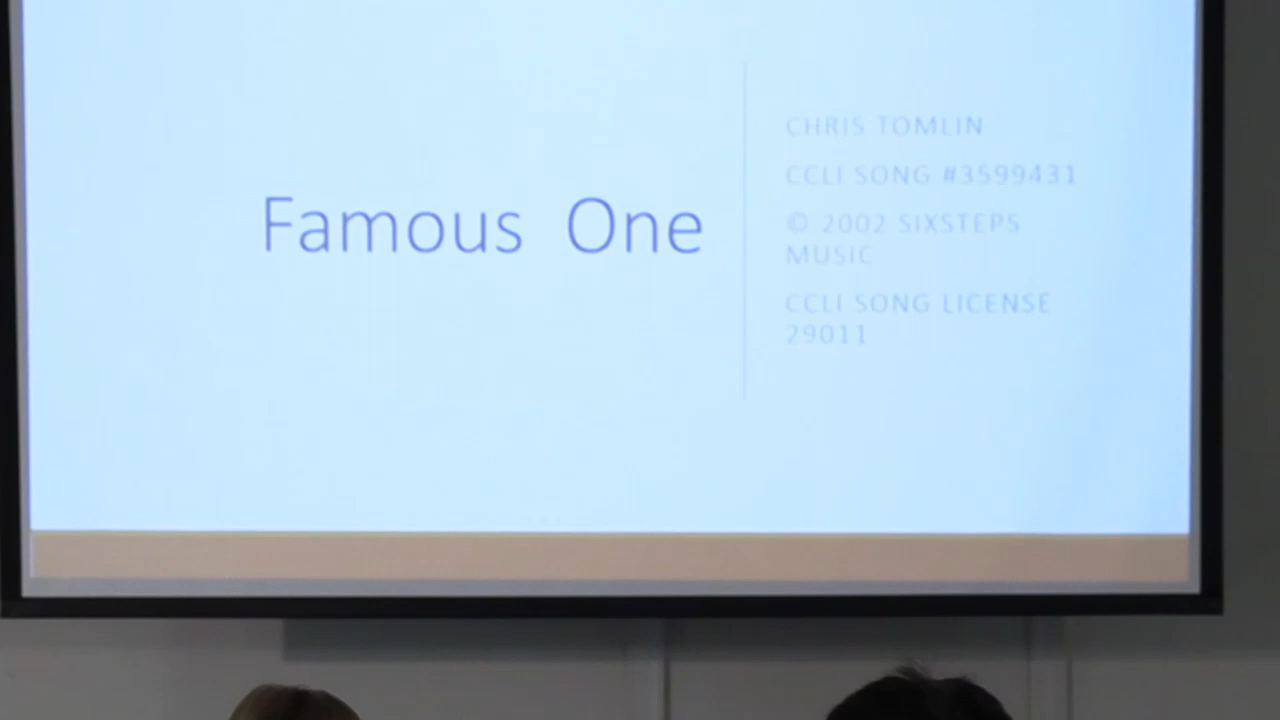 Famous One
CHRIS TOMLIN
CCLI SONG #3599431
© 2002 SIXSTEPS
MUSIC
CCLI SONG LICENSE
29011